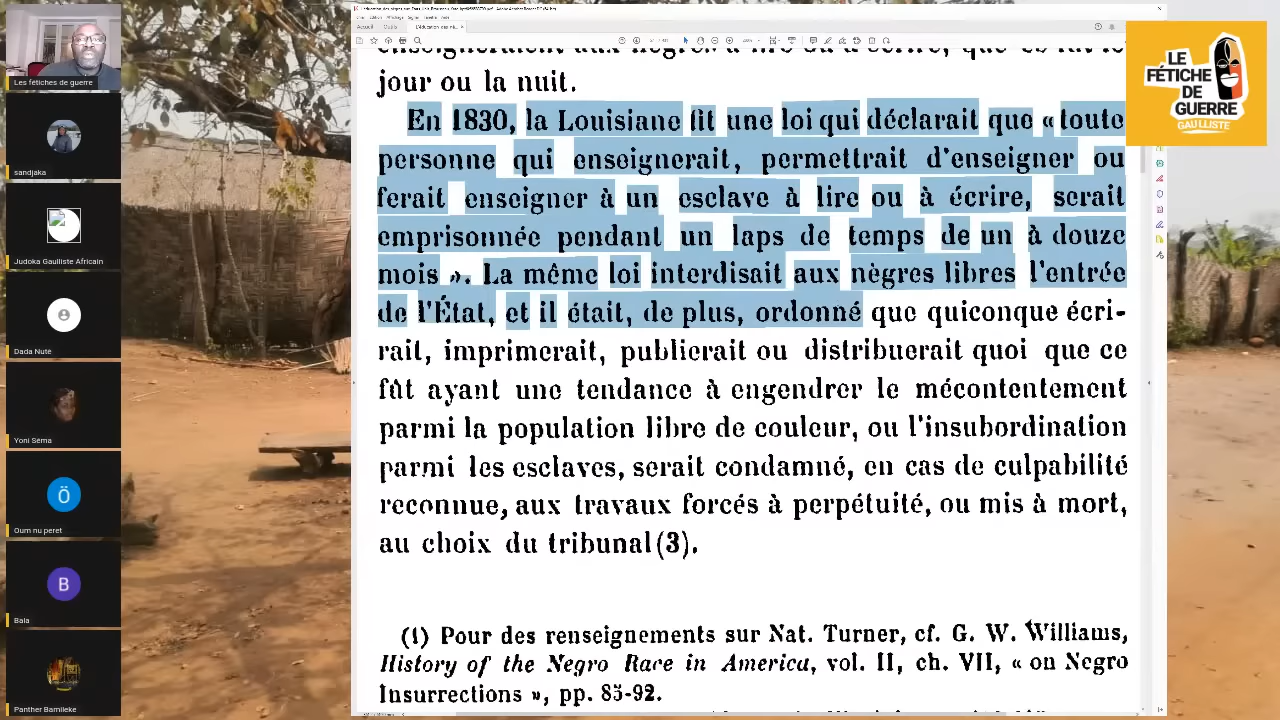 Les fétiches de guerre
sandjaka
Judoka Gaulliste Africain
Dada Nuté
Yoni Séma
Oum nu peret
Ö
Bala
B
Panther Bamileke
Accueil
Outils
jour ou la nuit.
En 1830, la Louisiane fit une loi qui déclarait que « toute
personne qui enseignerait, permettrait d'enseigner ou
ferait enseigner à un esclave à lire ou à écrire, serait
emprisonnée pendant un laps de temps de un à douze
mois ». La même loi interdisait aux nègres libres l'entrée
de l'État, et il était, de plus, ordonné que quiconque écri-
rait, imprimerait, publierait ou distribuerait quoi que ce
fût ayant une tendance à engendrer le mécontentement
parmi la population libre de couleur, ou l'insubordination
parmi les esclaves, serait condamné, en cas de culpabilité
reconnue, aux travaux forcés à perpétuité, ou mis à mort,
au choix du tribunal (3).
(1) Pour des renseignements sur Nat. Turner, cf. G. W. Williams,
History of the Negro Race in America, vol. II, ch. VII, « on Negro
Insurrections », pp. 85-92.
LE
FÉTICHE
DE
GUERRE
GAULLISTE